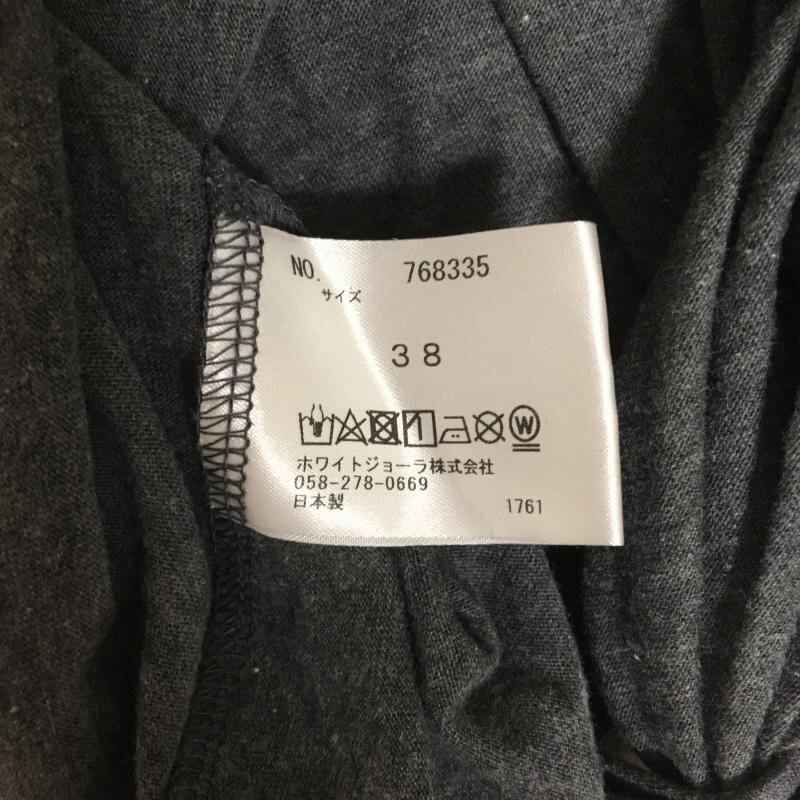 NO. 768335
サイズ
38
W
ホワイトジョーラ株式会社
058-278-0669
日本製 1761